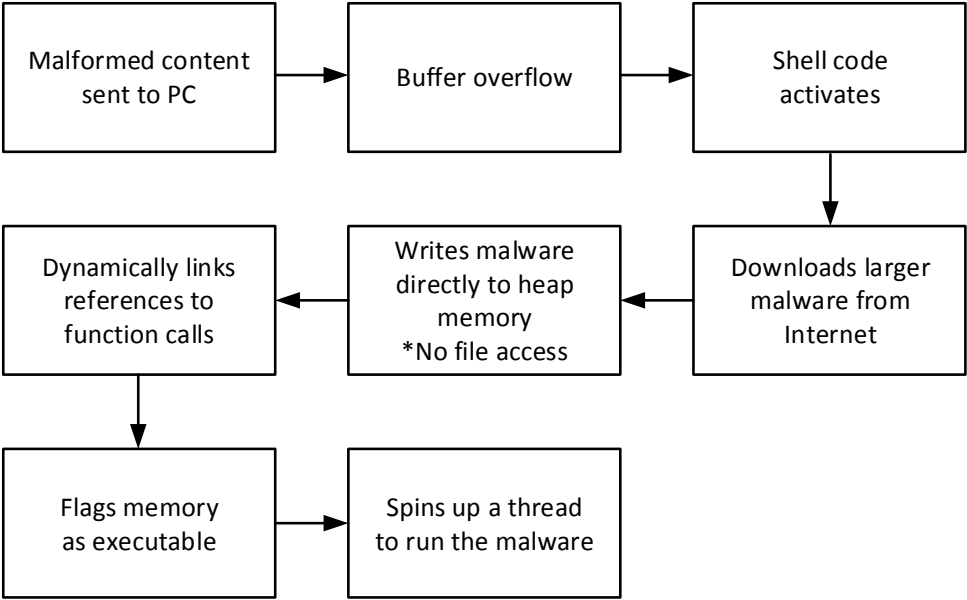 Malformed content
sent to PC
Buffer overflow
Shell code
activates
Downloads larger
malware from
Internet
Writes malware
directly to heap
memory
*No file access
Dynamically links
references to
function calls
Flags memory
as executable
Spins up a thread
to run the malware